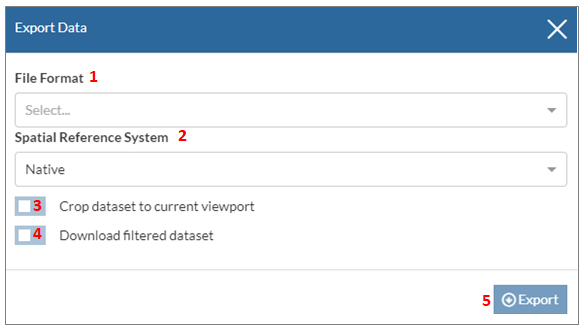 Export Data
File Format 1
Select...
Spatial Reference System 2
Native
3 Crop dataset to current viewport
4 Download filtered dataset
5 Export